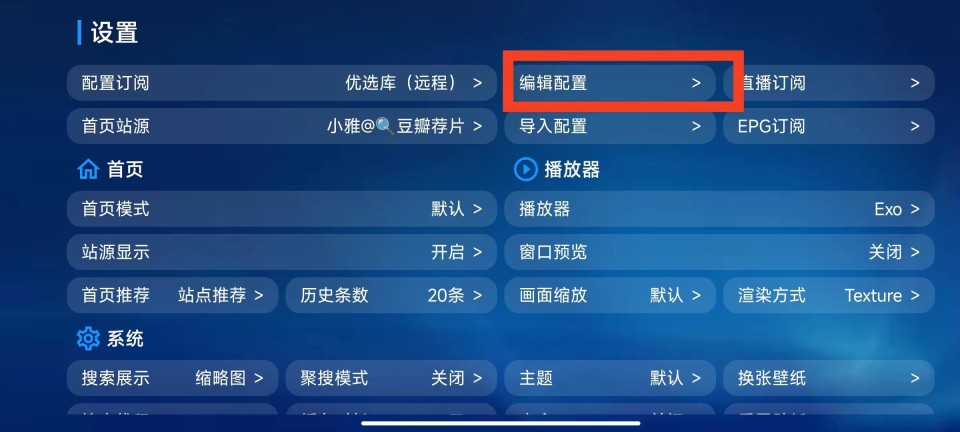 设置
配置订阅 优选库（远程） > 编辑配置 > 直播订阅 >
首页站源 小雅@🔍豆瓣荐片 > 导入配置 > EPG订阅 >
首页 播放器
首页模式 默认 > 播放器 Exo >
站源显示 开启 > 窗口预览 关闭 >
首页推荐 站点推荐 > 历史条数 20条 > 画面缩放 默认 > 渲染方式 Texture >
系统
搜索展示 缩略图 > 聚搜模式 关闭 > 主题 默认 > 换张壁纸 >